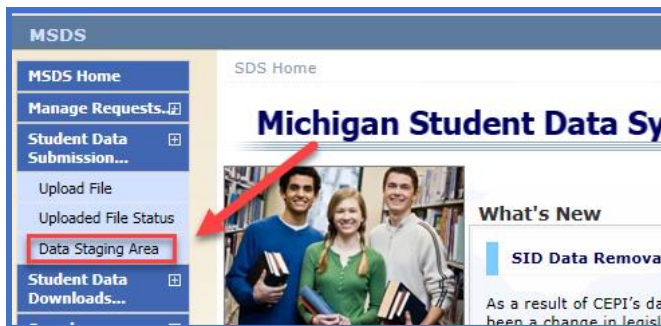 MSDS
MSDS Home
Manage Requests..
Student Data
Submission...
Upload File
Uploaded File Status
Data Staging Area
Student Data
Downloads...
SDS Home
Michigan Student Data Sy
What's New
SID Data Remova
As a result of CEPI's da
been a change in legisl